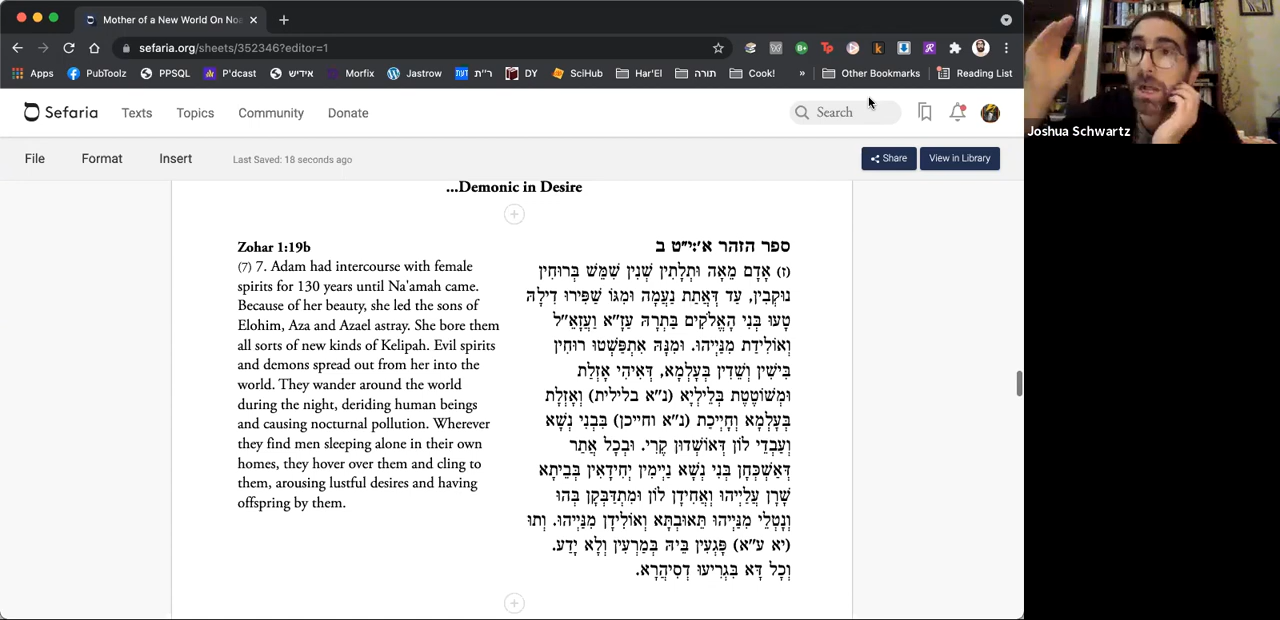 Mother of a New World On Noa
sefaria.org/sheets/352346?editor=1
Apps
PubToolz
PPSQL
P'dcast
אידיש
Morfix
Jastrow
ר״ת
DY
SciHub
Har'El
תורה
Cook!
»
Other Bookmarks
Reading List
Sefaria
Texts
Topics
Community
Donate
Search
File
Format
Insert
Last Saved: 18 seconds ago
Share
View in Library
Joshua Schwartz
...Demonic in Desire
Zohar 1:19b
(7) 7. Adam had intercourse with female
spirits for 130 years until Na'amah came.
Because of her beauty, she led the sons of
Elohim, Aza and Azael astray. She bore them
all sorts of new kinds of Kelipah. Evil spirits
and demons spread out from her into the
world. They wander around the world
during the night, deriding human beings
and causing nocturnal pollution. Wherever
they find men sleeping alone in their own
homes, they hover over them and cling to
them, arousing lustful desires and having
offspring by them.
ספר הזהר א׳:י״ט ב
(ז) אָדָם מֵאָה וּתְלָתִין שְׁנִין שִׁמֵּשׁ בְּרוּחִין
נוּקְבִין, עַד דְּאֲתַת נַעֲמָה וּמִגּוֹ שַׁפִּירוּ דִילָהּ
טָעוּ בְּנֵי הָאֱלֹקִים בַּתְרָהּ עַזָ״א וַעֲזָאֵ״ל
וְאוֹלִידַת מִנַּיְיהוּ. וּמִנָּהּ אִתְפַּשְׁטוּ רוּחִין
בִּישִׁין וְשֵׁדִין בְּעָלְמָא, דְּאִיהִי אָזְלַת
וּמְשׁוֹטֶטֶת בְּלֵילְיָא (נ״א בלילית) וְאָזְלָת
בְּעָלְמָא וְחָיְיכַת (נ״א וחייכן) בִּבְנֵי נְשָׁא
וְעַבְדֵי לוֹן דְּאוֹשְׁדוּן קֶרִי. וּבְכָל אֲתַר
דְּאַשְׁכְּחָן בְּנֵי נְשָׁא נַיְימִין יְחִידָאִין בְּבֵיתָא
שָׁרָן עֲלַיְיהוּ וְאֲחִידָן לוֹן וּמִתְדַּבְּקָן בְּהוּ
וְנָטְלֵי מִנַּיְיהוּ תֵּאוּבְתָּא וְאוֹלִידָן מִנַּיְיהוּ. וְתוּ
(יא ע״א) פַּגְעִין בֵּיהּ בְּמַרְעִין וְלָא יָדַע.
וְכָל דָּא בִּגְרִיעוּ דְסִיהֲרָא.